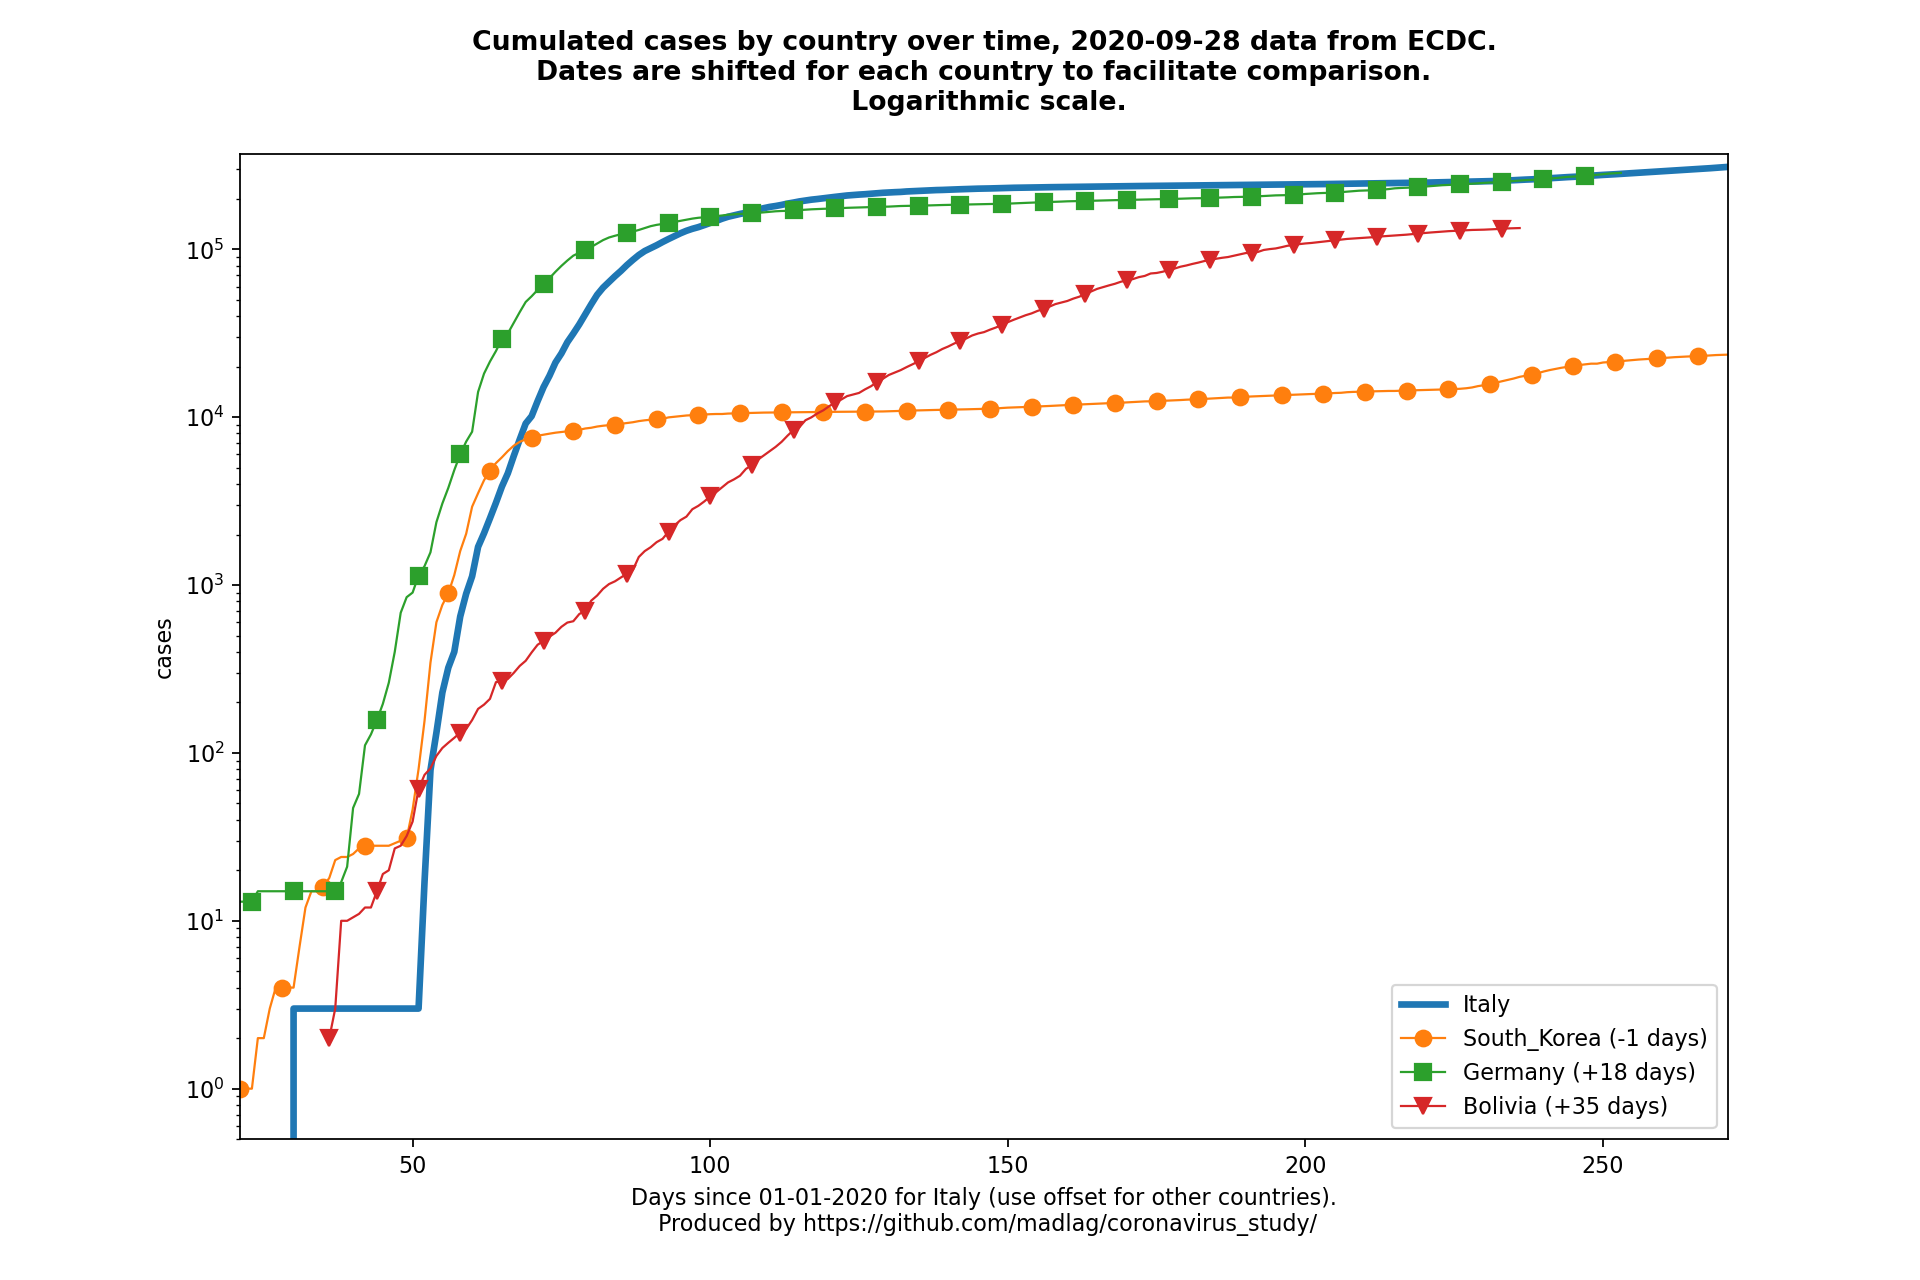 Cumulated cases by country over time, 2020-09-28 data from ECDC.
Dates are shifted for each country to facilitate comparison.
Logarithmic scale.
10^5
10^4
10^3
10^2
10^1
10^0
cases
Italy
South_Korea (-1 days)
Germany (+18 days)
Bolivia (+35 days)
50 100 150 200 250
Days since 01-01-2020 for Italy (use offset for other countries).
Produced by https://github.com/madlag/coronavirus_study/